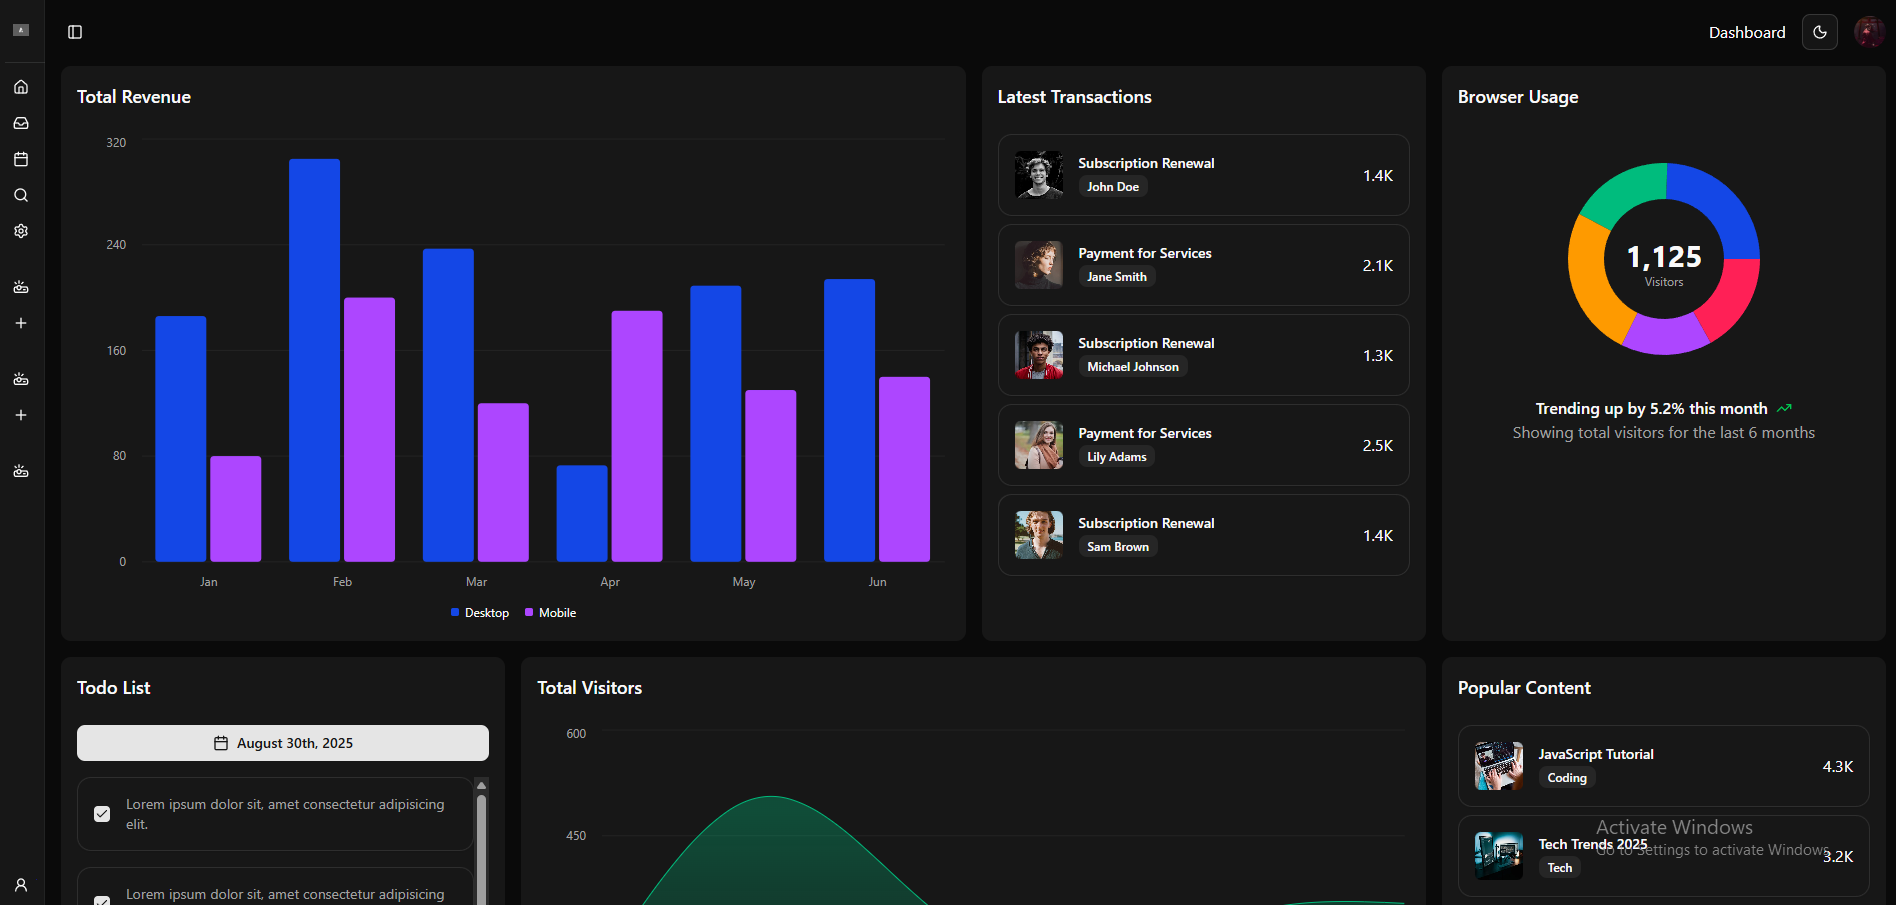 Dashboard
Total Revenue
320
240
160
80
0
Jan
Feb
Mar
Apr
May
Jun
Desktop
Mobile
Latest Transactions
Subscription Renewal
John Doe
1.4K
Payment for Services
Jane Smith
2.1K
Subscription Renewal
Michael Johnson
1.3K
Payment for Services
Lily Adams
2.5K
Subscription Renewal
Sam Brown
1.4K
Browser Usage
1,125
Visitors
Trending up by 5.2% this month
Showing total visitors for the last 6 months
Todo List
August 30th, 2025
Lorem ipsum dolor sit, amet consectetur adipisicing
elit.
Lorem ipsum dolor sit, amet consectetur adipisicing
Total Visitors
600
450
Popular Content
JavaScript Tutorial
Coding
4.3K
Tech Trends 2025
Tech
3.2K
Activate Windows
Go to Settings to activate Windows.